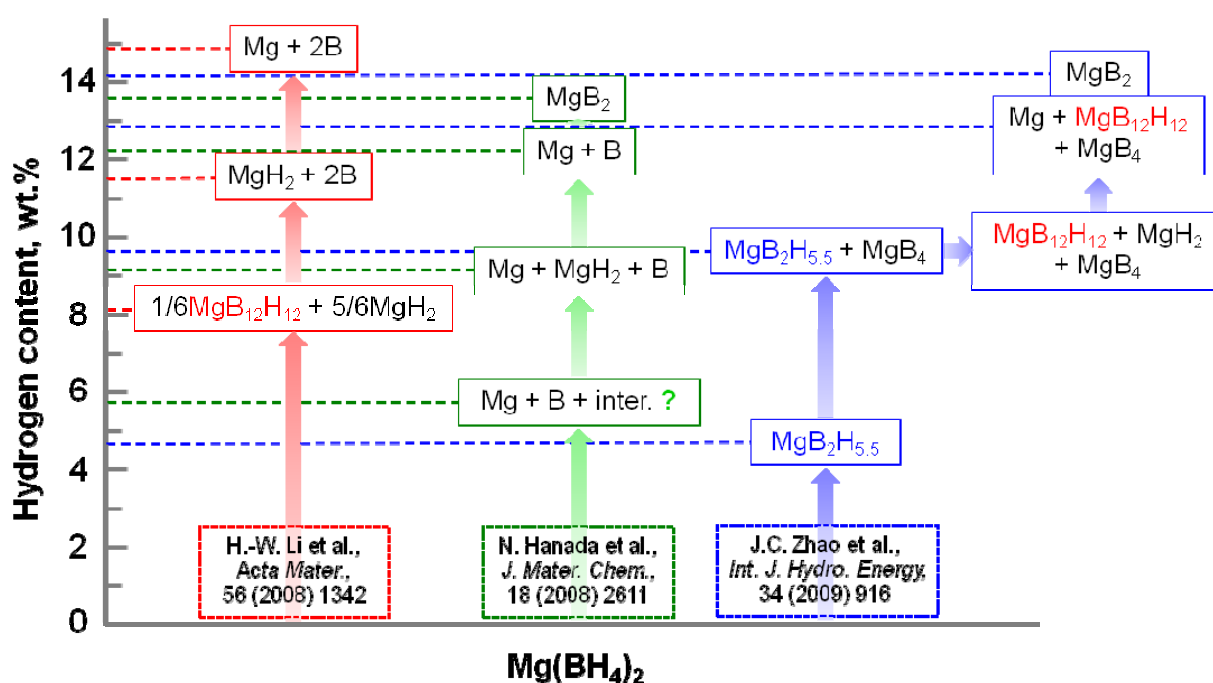 Hydrogen content, wt.%
14
12
10
8
6
4
2
0
Mg + 2B
MgH₂ + 2B
1/6MgB₁₂H₁₂ + 5/6MgH₂
H.-W. Li et al.,
Acta Mater.,
56 (2008) 1342
MgB₂
Mg + B
Mg + MgH₂ + B
Mg + B + inter. ?
N. Hanada et al.,
J. Mater. Chem.,
18 (2008) 2611
MgB₂
Mg + MgB₁₂H₁₂
+ MgB₄
MgB₁₂H₁₂ + MgH₂
+ MgB₄
MgB₂H₅.₅ + MgB₄
MgB₂H₅.₅
J.C. Zhao et al.,
Int. J. Hydro. Energy,
34 (2009) 916
Mg(BH₄)₂